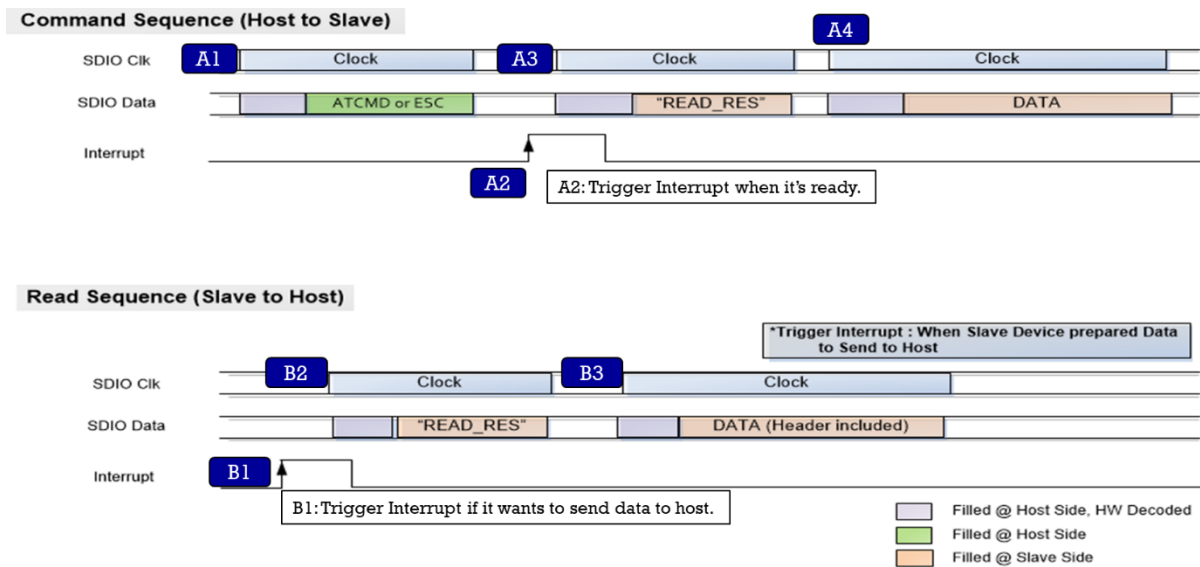 Command Sequence (Host to Slave)
A4
SDIO Clk
A1
Clock
A3
Clock
Clock
SDIO Data
ATCMD or ESC
"READ_RES"
DATA
Interrupt
A2
A2: Trigger Interrupt when it's ready.
Read Sequence (Slave to Host)
*Trigger Interrupt : When Slave Device prepared Data
to Send to Host
SDIO Clk
B2
Clock
B3
Clock
SDIO Data
"READ_RES"
DATA (Header included)
Interrupt
B1
B1: Trigger Interrupt if it wants to send data to host.
Filled @ Host Side, HW Decoded
Filled @ Host Side
Filled @ Slave Side